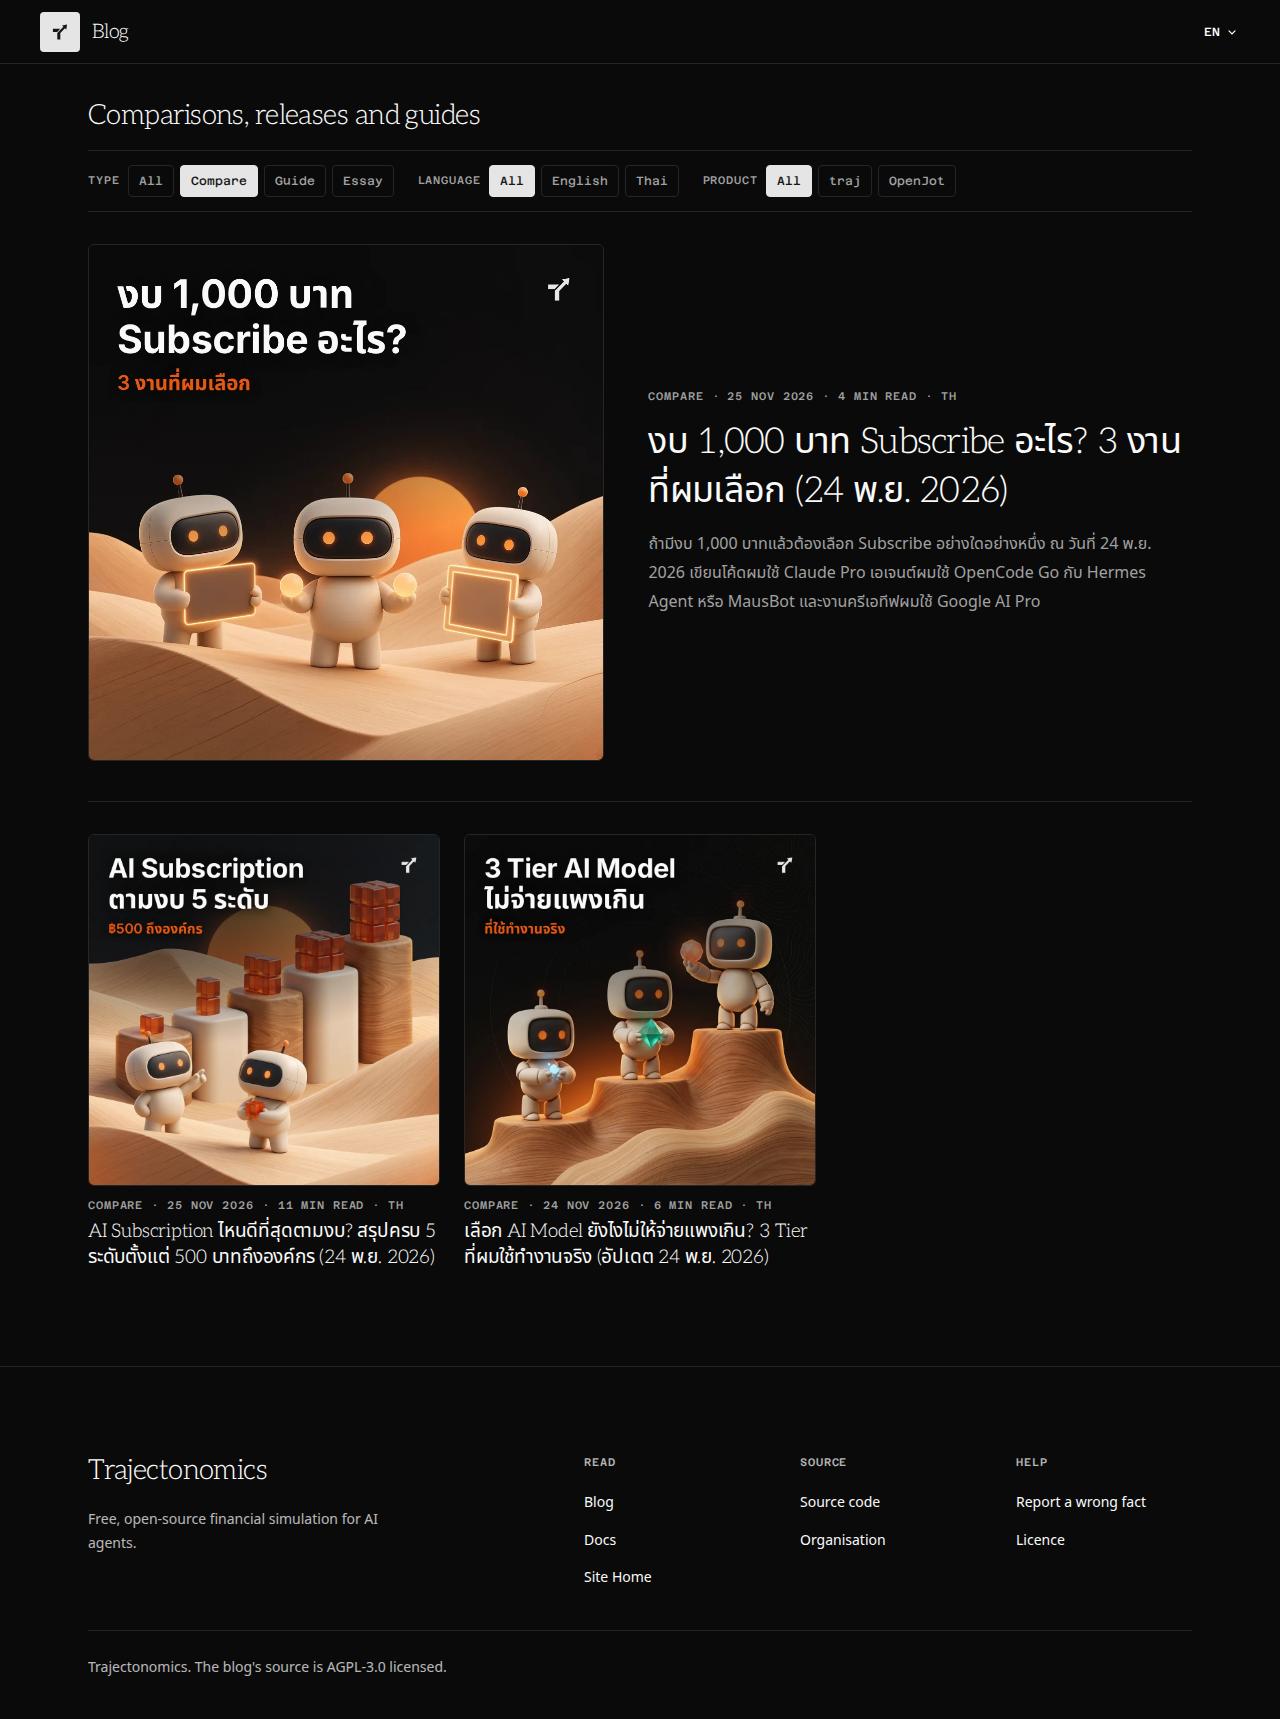 Blog
EN
Comparisons, releases and guides
TYPE All Compare Guide Essay LANGUAGE All English Thai PRODUCT All traj OpenJot
งบ 1,000 บาท
Subscribe อะไร?
3 งานที่ผมเลือก
COMPARE · 25 NOV 2026 · 4 MIN READ · TH
งบ 1,000 บาท Subscribe อะไร? 3 งาน
ที่ผมเลือก (24 พ.ย. 2026)
ถ้ามีงบ 1,000 บาทแล้วต้องเลือก Subscribe อย่างใดอย่างหนึ่ง ณ วันที่ 24 พ.ย.
2026 เขียนโค้ดผมใช้ Claude Pro เอเจนต์ผมใช้ OpenCode Go กับ Hermes
Agent หรือ MausBot และงานครีเอทีฟผมใช้ Google AI Pro
AI Subscription
ตามงบ 5 ระดับ
฿500 ถึงองค์กร
COMPARE · 25 NOV 2026 · 11 MIN READ · TH
AI Subscription ไหนดีที่สุดตามงบ? สรุปครบ 5
ระดับตั้งแต่ 500 บาทถึงองค์กร (24 พ.ย. 2026)
3 Tier AI Model
ไม่จ่ายแพงเกิน
ที่ใช้ทำงานจริง
COMPARE · 24 NOV 2026 · 6 MIN READ · TH
เลือก AI Model ยังไงไม่ให้จ่ายแพงเกิน? 3 Tier
ที่ผมใช้ทำงานจริง (อัปเดต 24 พ.ย. 2026)
Trajectonomics
Free, open-source financial simulation for AI
agents.
READ
Blog
Docs
Site Home
SOURCE
Source code
Organisation
HELP
Report a wrong fact
Licence
Trajectonomics. The blog's source is AGPL-3.0 licensed.